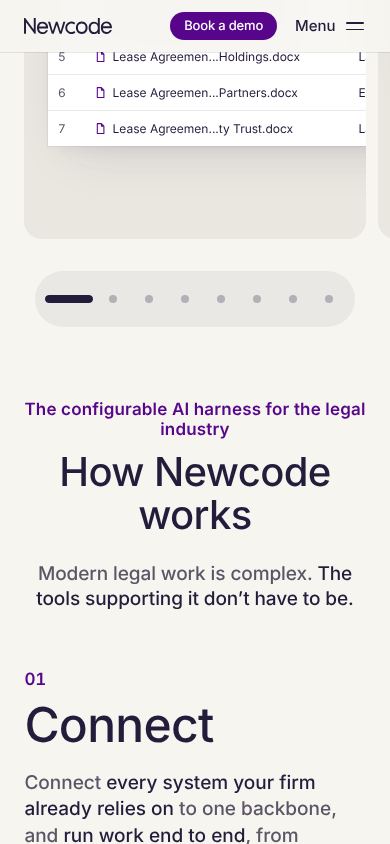 Newcode
Book a demo
Menu
5 Lease Agreemen...Holdings.docx
6 Lease Agreemen...Partners.docx E
7 Lease Agreemen...ty Trust.docx L
The configurable AI harness for the legal
industry
How Newcode
works
Modern legal work is complex. The
tools supporting it don’t have to be.
01
Connect
Connect every system your firm
already relies on to one backbone,
and run work end to end, from